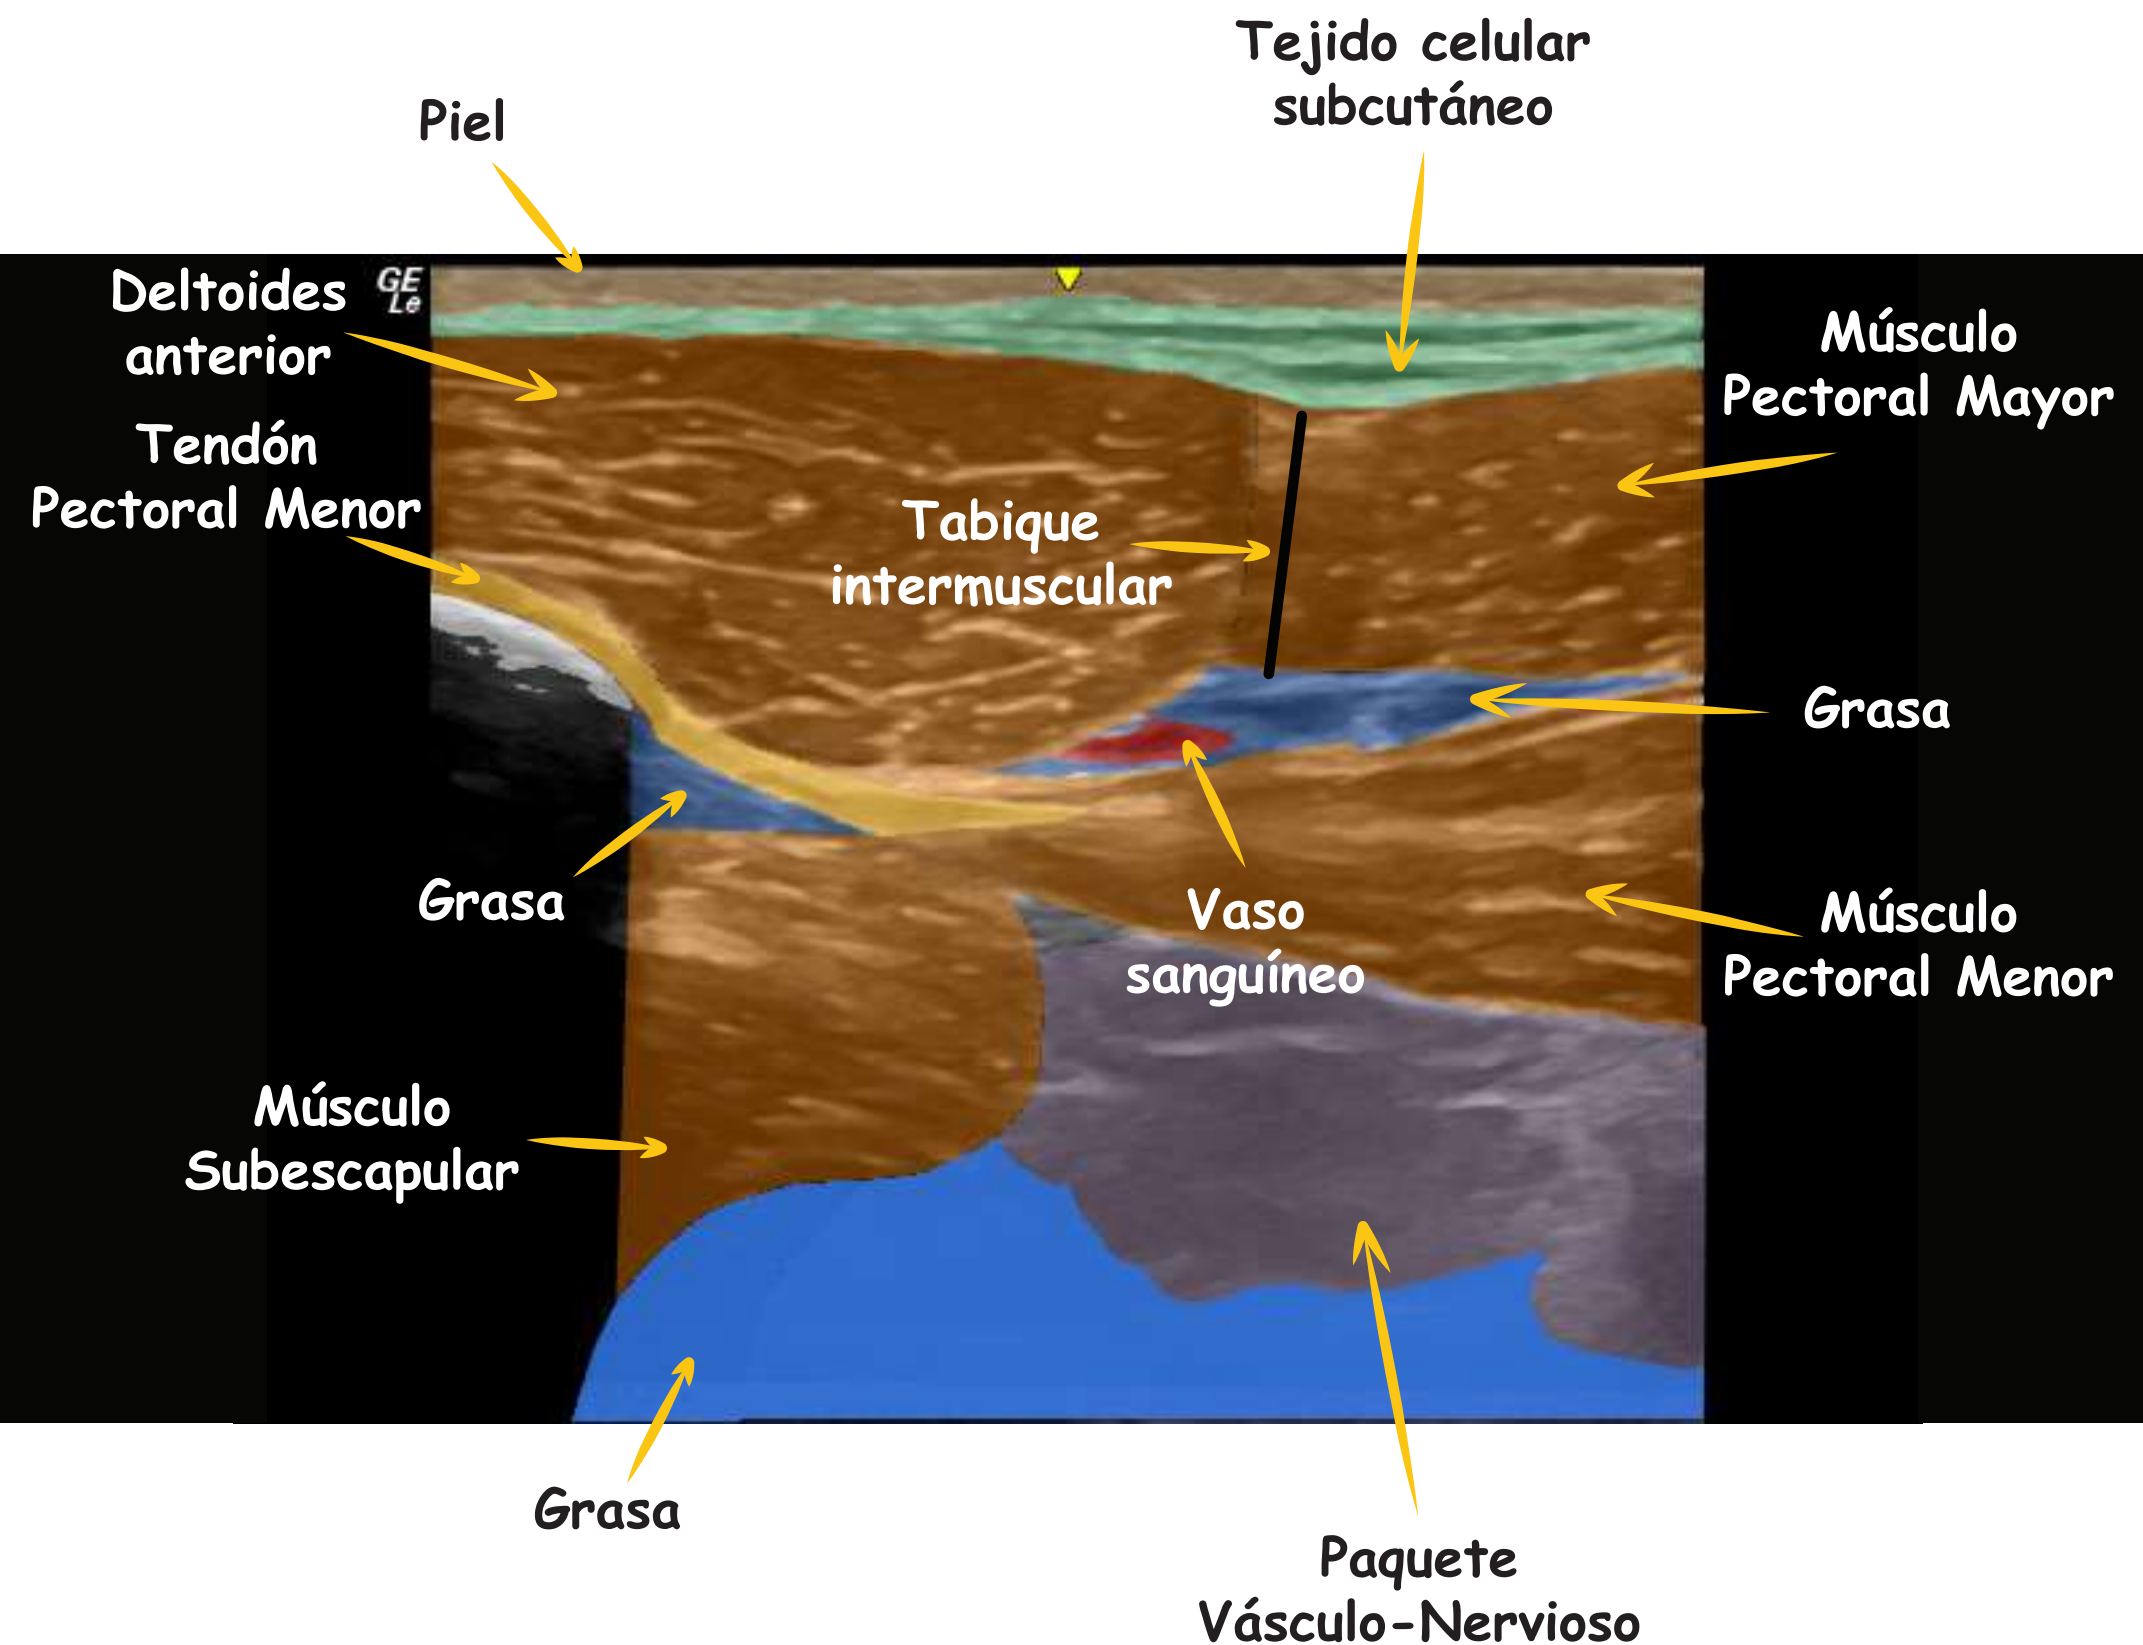 Tejido celular
subcutáneo
Piel
Deltoides
anterior
GE
Le
Músculo
Pectoral Mayor
Tendón
Pectoral Menor
Tabique
intermuscular
Grasa
Grasa
Vaso
sanguíneo
Músculo
Pectoral Menor
Músculo
Subescapular
Grasa
Paquete
Vásculo-Nervioso